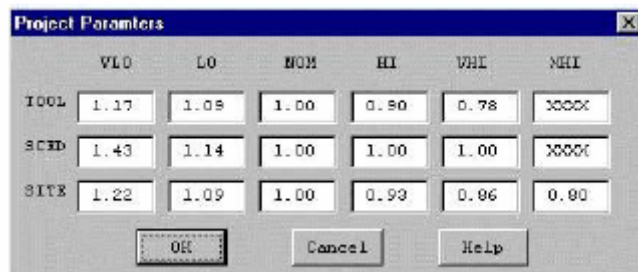 Project Paramters
VLO LO NOM HI VHI XHI
TOOL 1.17 1.09 1.00 0.90 0.78 XXXX
SCED 1.43 1.14 1.00 1.00 1.00 XXXX
SITE 1.22 1.09 1.00 0.93 0.86 0.80
OK Cancel Help